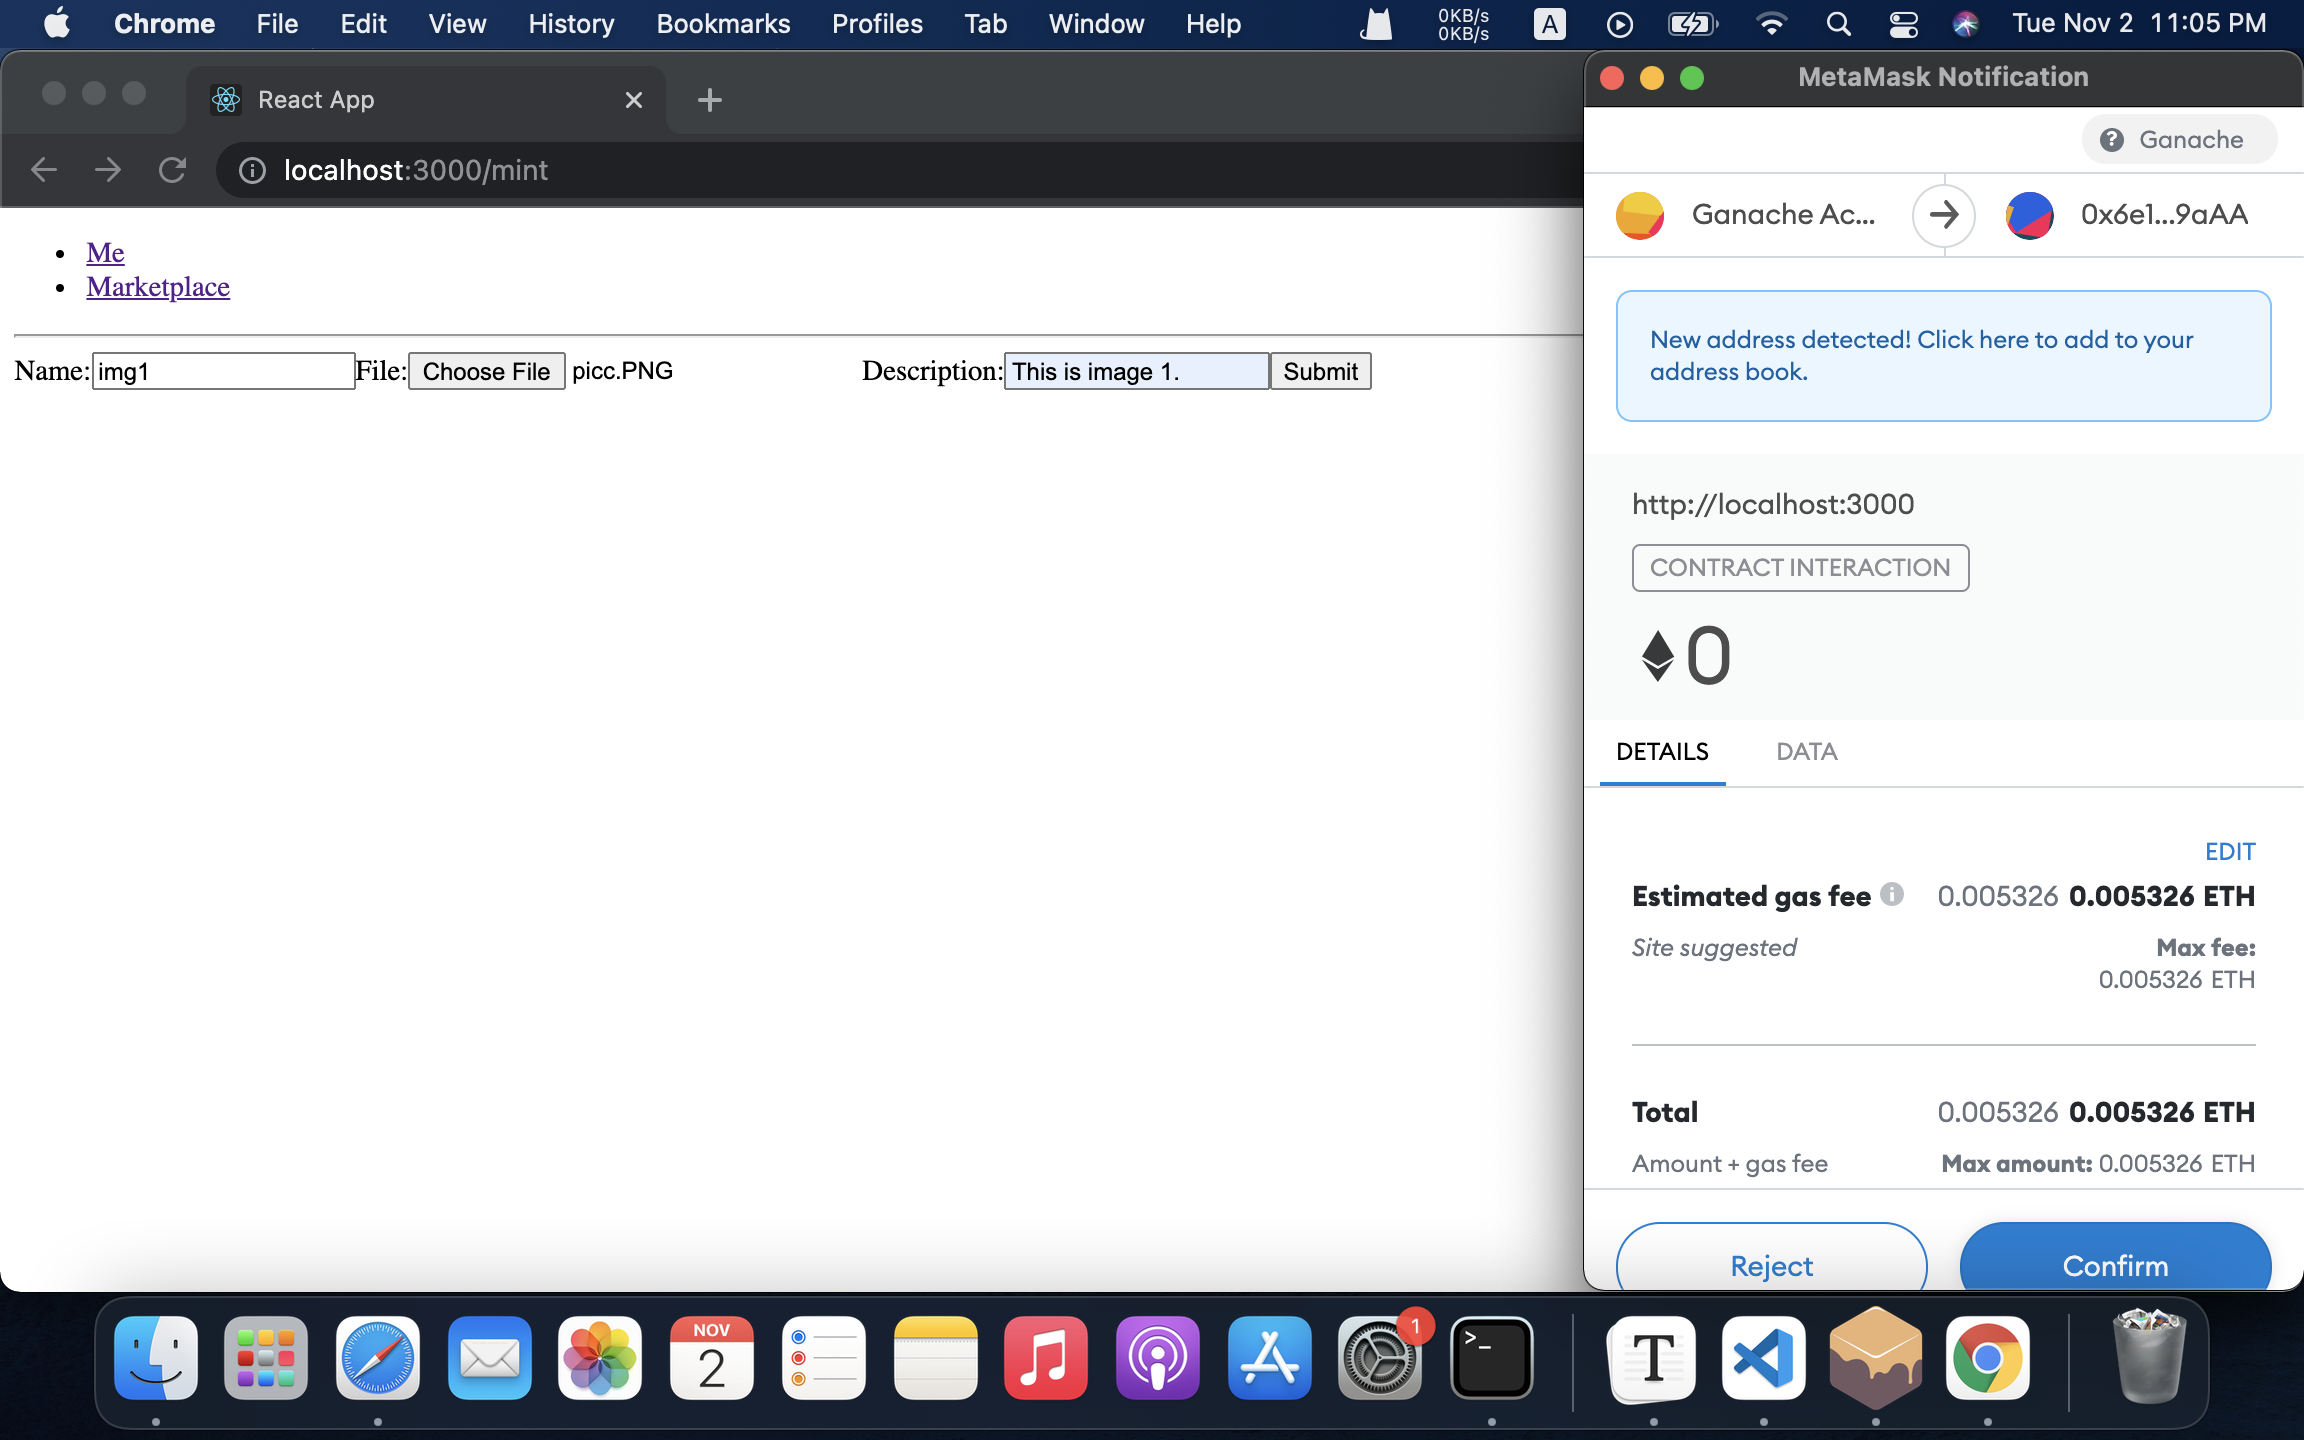 Chrome File Edit View History Bookmarks Profiles Tab Window Help 0KB/s 0KB/s A Tue Nov 2 11:05 PM
React App
localhost:3000/mint
Me
Marketplace
Name: img1 File: Choose File picc.PNG Description: This is image 1. Submit
MetaMask Notification
? Ganache
Ganache Ac... 0x6e1...9aAA
New address detected! Click here to add to your
address book.
http://localhost:3000
CONTRACT INTERACTION
0
DETAILS DATA
EDIT
Estimated gas fee 0.005326 0.005326 ETH
Site suggested Max fee:
0.005326 ETH
Total 0.005326 0.005326 ETH
Amount + gas fee Max amount: 0.005326 ETH
Reject Confirm
NOV
2
1
>_
T